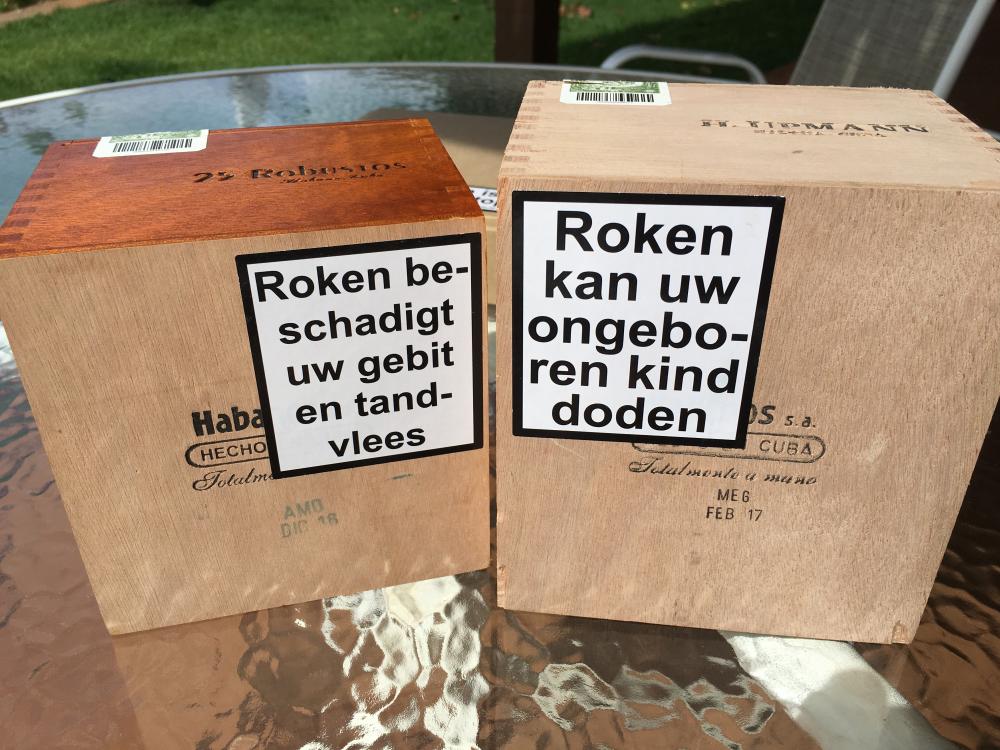 25 Robustos
Roken be-
schadigt
uw gebit
en tand-
vlees
Haba
HECHO
Totalm
AMO
DIC 16
H. UPMANN
Roken
kan uw
ongebo-
ren kind
doden
OS s.a.
CUBA
Totalmente a mano
MEG
FEB 17